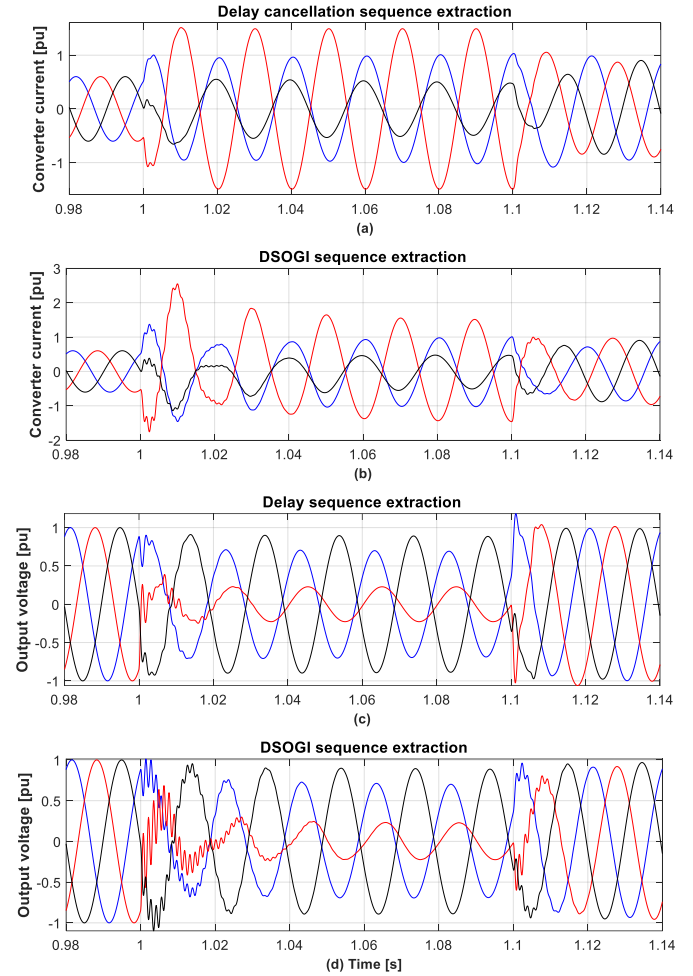 Delay cancellation sequence extraction
Converter current [pu]
1
0
-1
0.98 1 1.02 1.04 1.06 1.08 1.1 1.12 1.14
(a)
DSOGI sequence extraction
Converter current [pu]
3
2
1
0
-1
-2
0.98 1 1.02 1.04 1.06 1.08 1.1 1.12 1.14
(b)
Delay sequence extraction
Output voltage [pu]
1
0.5
0
-0.5
-1
0.98 1 1.02 1.04 1.06 1.08 1.1 1.12 1.14
(c)
DSOGI sequence extraction
Output voltage [pu]
1
0.5
0
-0.5
-1
0.98 1 1.02 1.04 1.06 1.08 1.1 1.12 1.14
(d) Time [s]